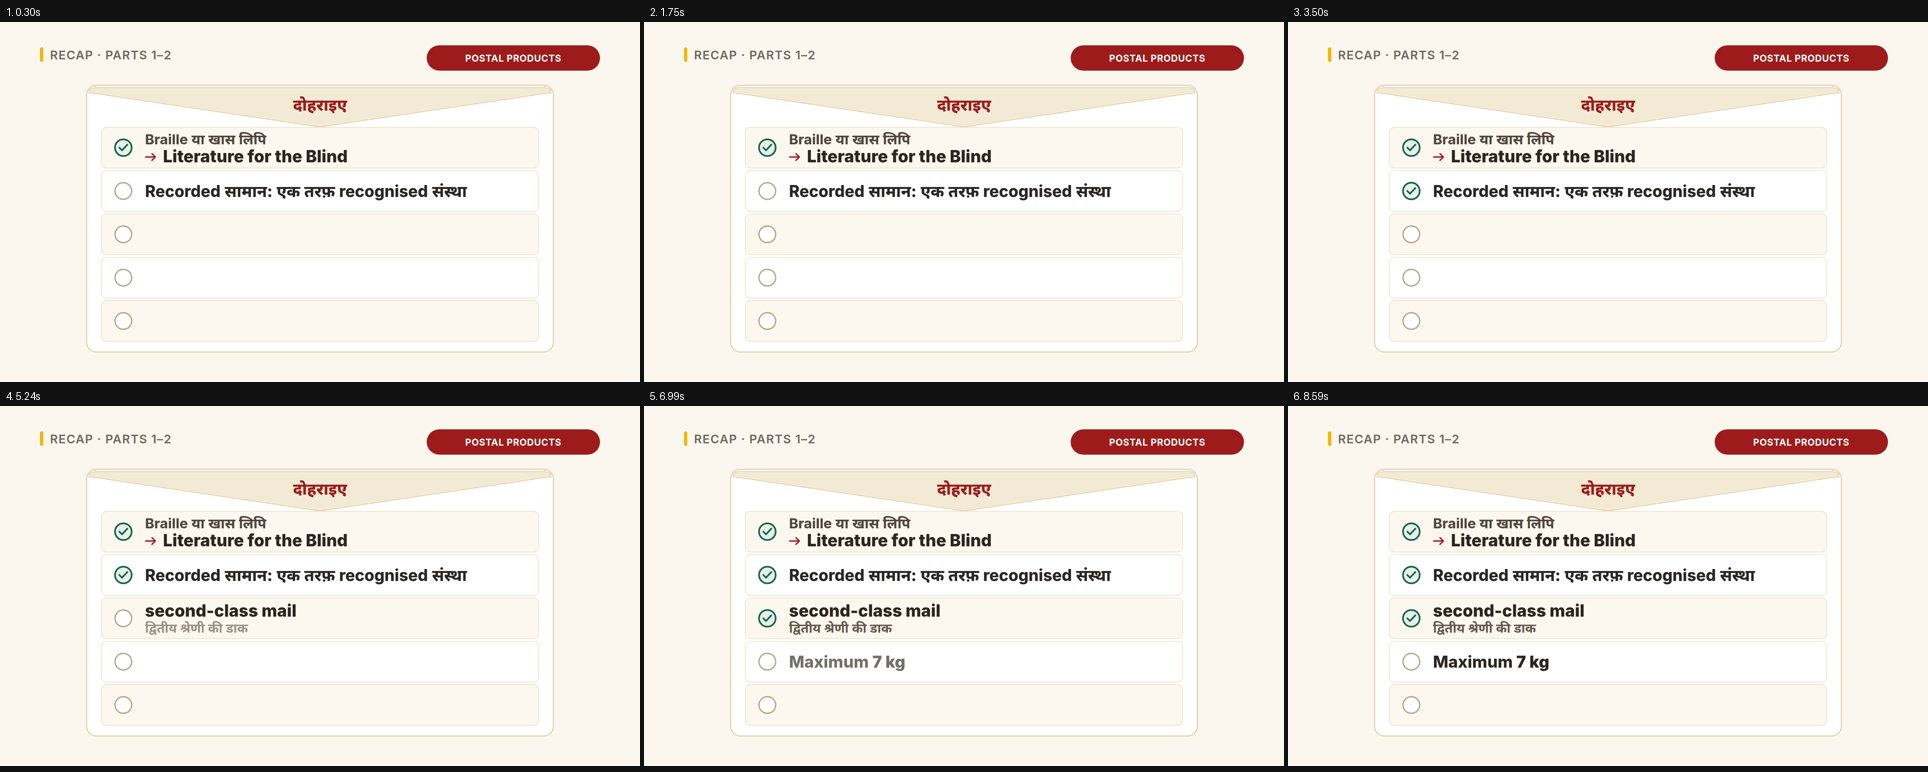 1. 0.30s
RECAP · PARTS 1–2
POSTAL PRODUCTS
दोहराइए
Braille या खास लिपि
→ Literature for the Blind
Recorded सामान: एक तरफ़ recognised संस्था
2. 1.75s
RECAP · PARTS 1–2
POSTAL PRODUCTS
दोहराइए
Braille या खास लिपि
→ Literature for the Blind
Recorded सामान: एक तरफ़ recognised संस्था
3. 3.50s
RECAP · PARTS 1–2
POSTAL PRODUCTS
दोहराइए
Braille या खास लिपि
→ Literature for the Blind
Recorded सामान: एक तरफ़ recognised संस्था
4. 5.24s
RECAP · PARTS 1–2
POSTAL PRODUCTS
दोहराइए
Braille या खास लिपि
→ Literature for the Blind
Recorded सामान: एक तरफ़ recognised संस्था
second-class mail
द्वितीय श्रेणी की डाक
5. 6.99s
RECAP · PARTS 1–2
POSTAL PRODUCTS
दोहराइए
Braille या खास लिपि
→ Literature for the Blind
Recorded सामान: एक तरफ़ recognised संस्था
second-class mail
द्वितीय श्रेणी की डाक
Maximum 7 kg
6. 8.59s
RECAP · PARTS 1–2
POSTAL PRODUCTS
दोहराइए
Braille या खास लिपि
→ Literature for the Blind
Recorded सामान: एक तरफ़ recognised संस्था
second-class mail
द्वितीय श्रेणी की डाक
Maximum 7 kg